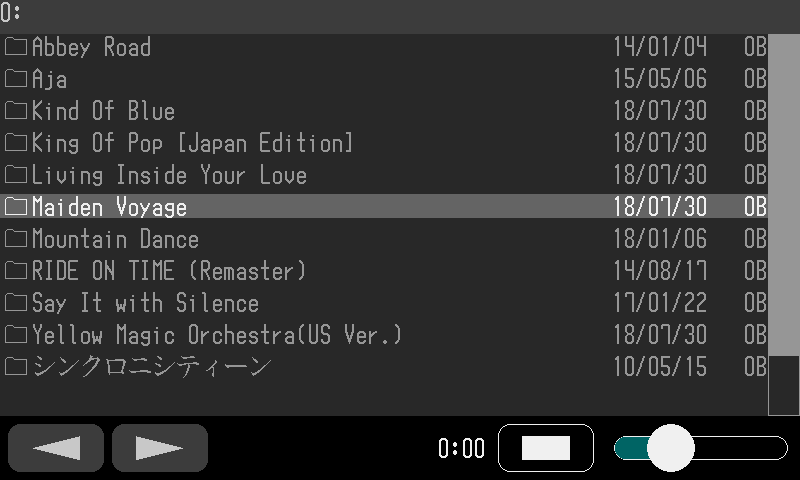 0:
Abbey Road 14/01/04 0B
Aja 15/05/06 0B
Kind Of Blue 18/07/30 0B
King Of Pop [Japan Edition] 18/07/30 0B
Living Inside Your Love 18/07/30 0B
Maiden Voyage 18/07/30 0B
Mountain Dance 18/01/06 0B
RIDE ON TIME (Remaster) 14/08/17 0B
Say It with Silence 17/01/22 0B
Yellow Magic Orchestra(US Ver.) 18/07/30 0B
シンクロニシティーン 10/05/15 0B
0:00